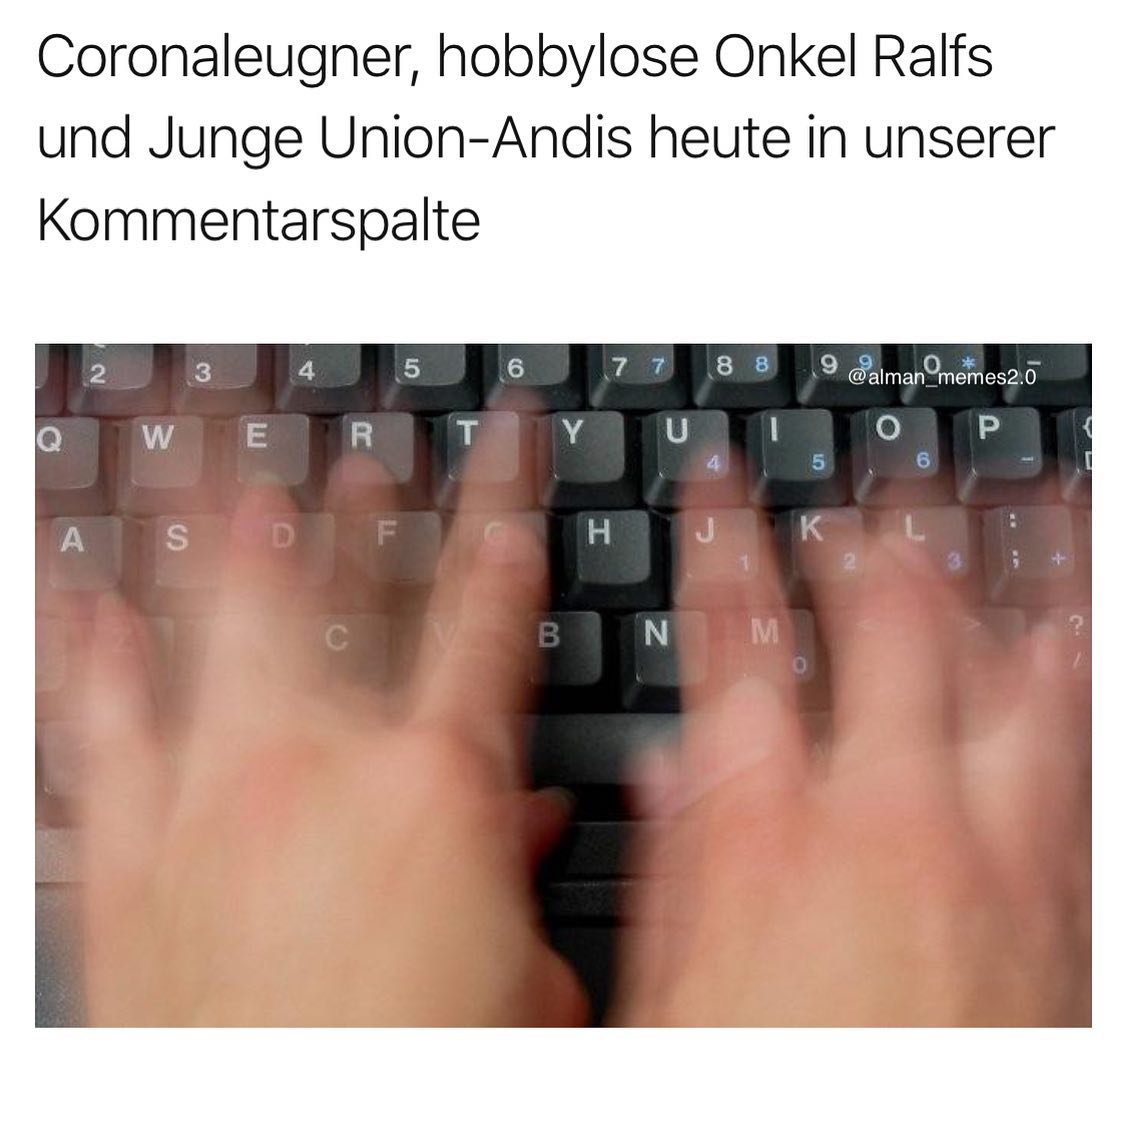 Coronaleugner, hobbylose Onkel Ralfs
und Junge Union-Andis heute in unserer
Kommentarspalte
2 3 4 5 6 7 7 8 8 9 9 0 * -
@alman_memes2.0
Q W E R T Y U 4 I 5 O 6 P - { [
A S D F G H J 1 K 2 L 3 : ; +
C V B N M 0 < > ? /